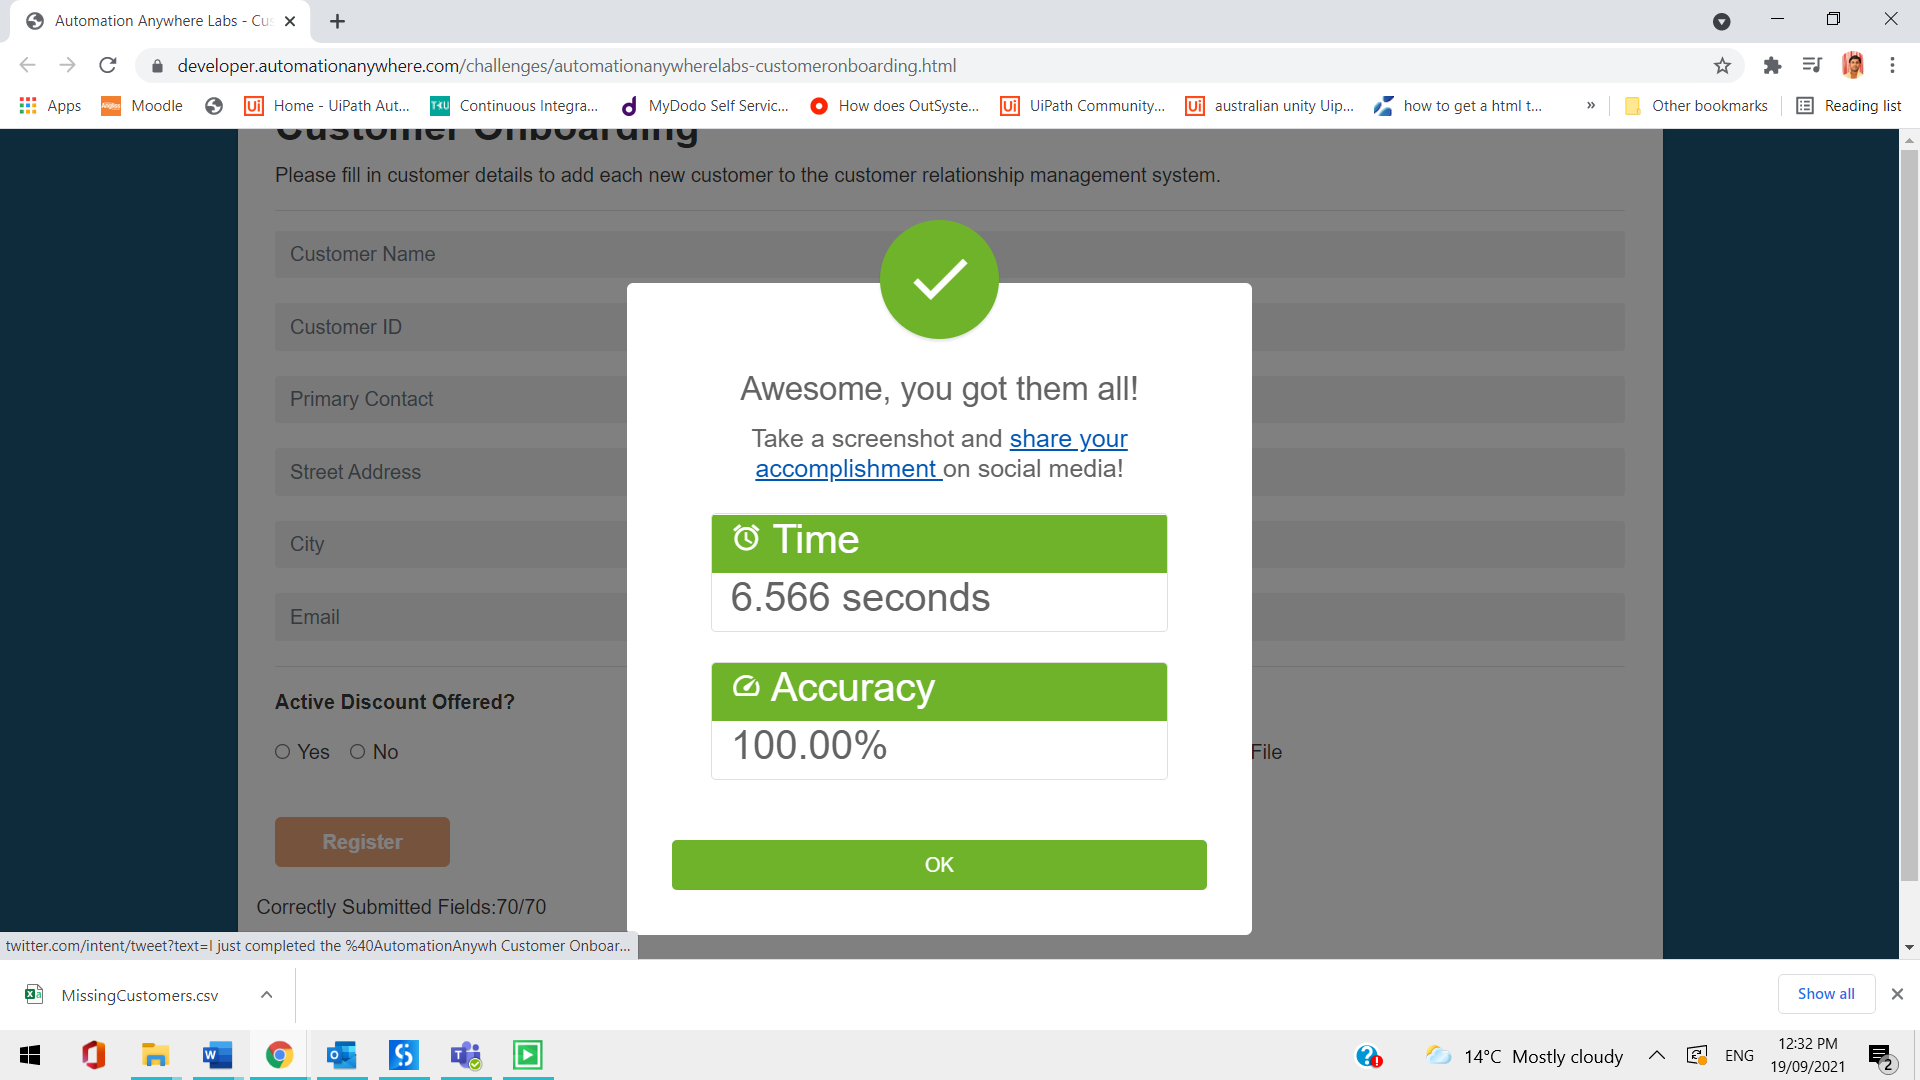 Automation Anywhere Labs - Cus
developer.automationanywhere.com/challenges/automationanywherelabs-customeronboarding.html
Apps Moodle Home - UiPath Aut... Continuous Integra... MyDodo Self Servic... How does OutSyste... UiPath Community... australian unity Uip... how to get a html t... » Other bookmarks Reading list
Customer Onboarding
Please fill in customer details to add each new customer to the customer relationship management system.
Customer Name
Customer ID
Primary Contact
Street Address
City
Email
Active Discount Offered?
Yes No
File
Register
Correctly Submitted Fields:70/70
Awesome, you got them all!
Take a screenshot and share your
accomplishment on social media!
Time
6.566 seconds
Accuracy
100.00%
OK
twitter.com/intent/tweet?text=I just completed the %40AutomationAnywh Customer Onboar...
MissingCustomers.csv
Show all
14°C Mostly cloudy
ENG
12:32 PM
19/09/2021
2